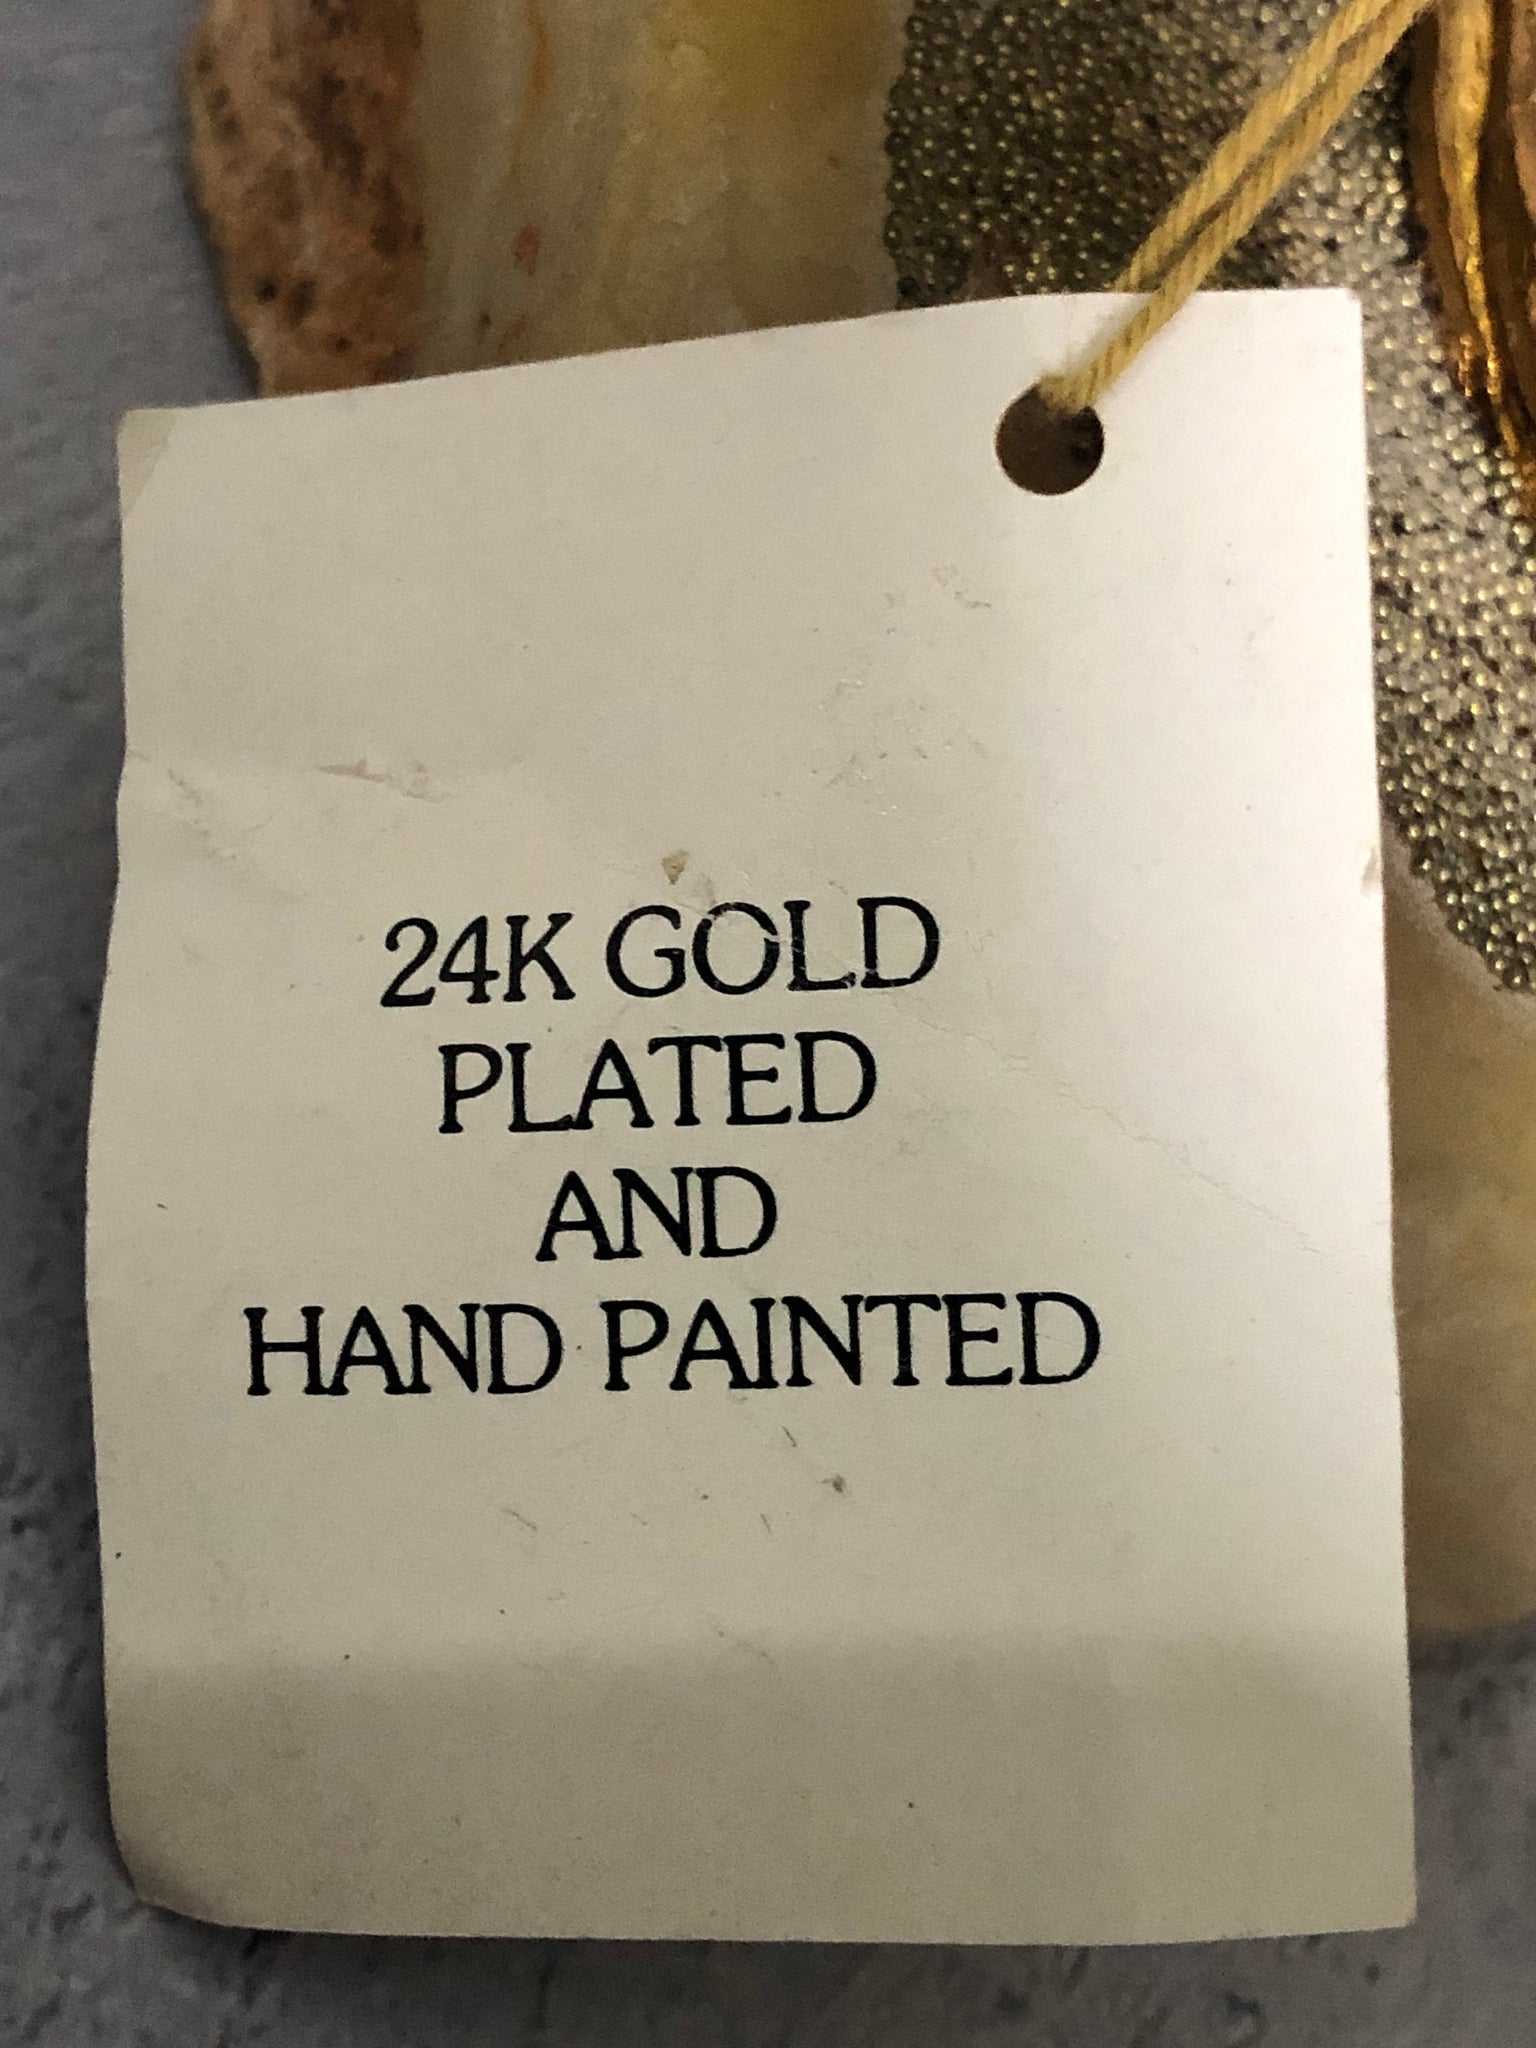 24K GOLD
PLATED
AND
HAND PAINTED